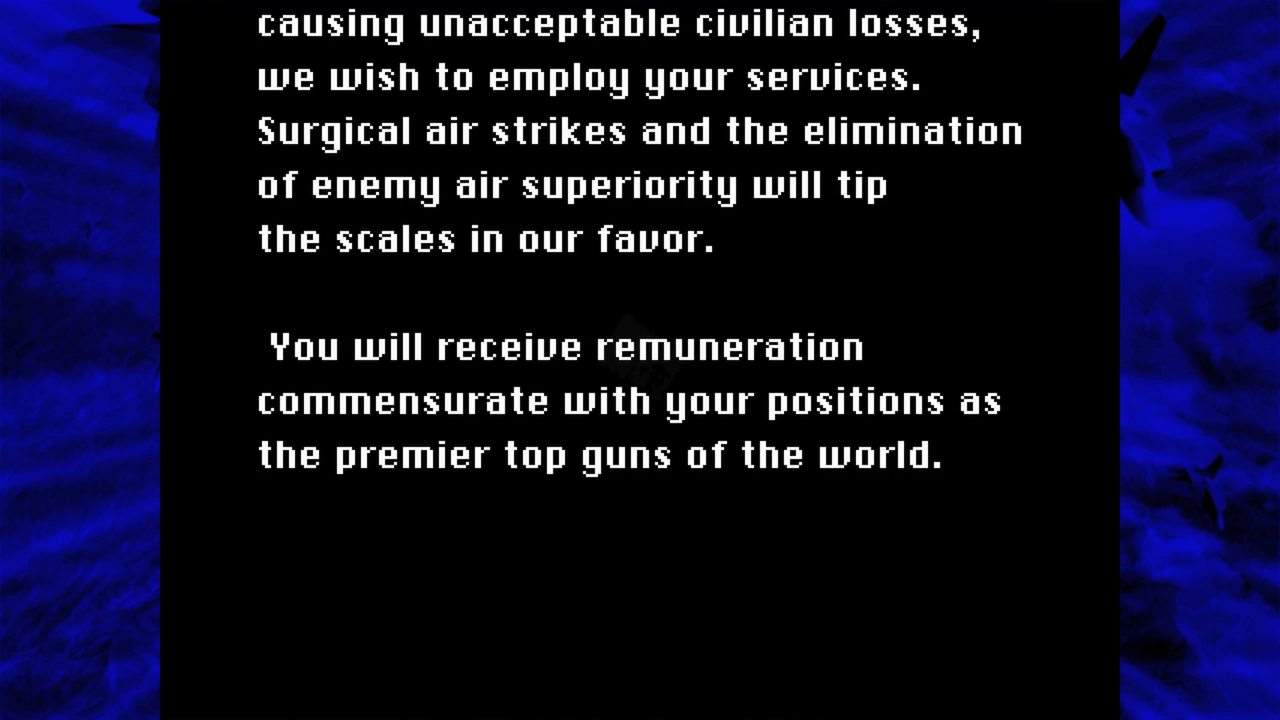 causing unacceptable civilian losses,
we wish to employ your services.
Surgical air strikes and the elimination
of enemy air superiority will tip
the scales in our favor.
You will receive remuneration
commensurate with your positions as
the premier top guns of the world.